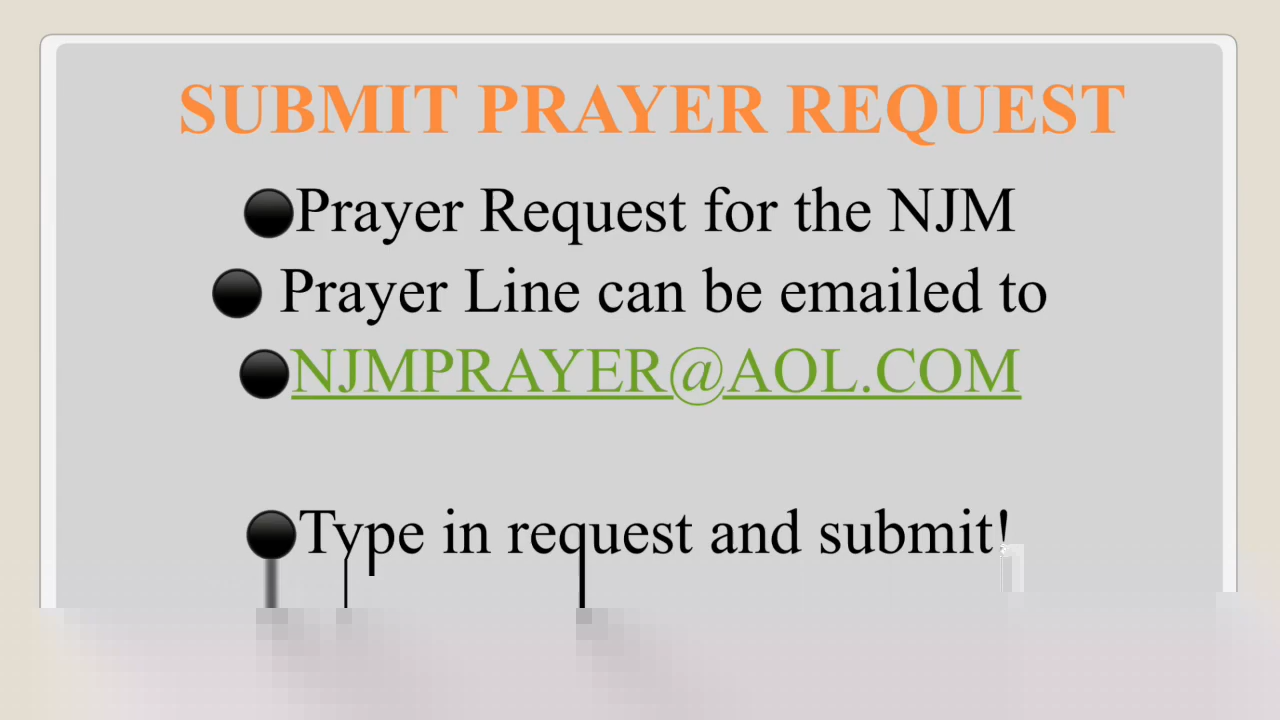 SUBMIT PRAYER REQUEST
Prayer Request for the NJM
Prayer Line can be emailed to
NJMPRAYER@AOL.COM
Type in request and submit!